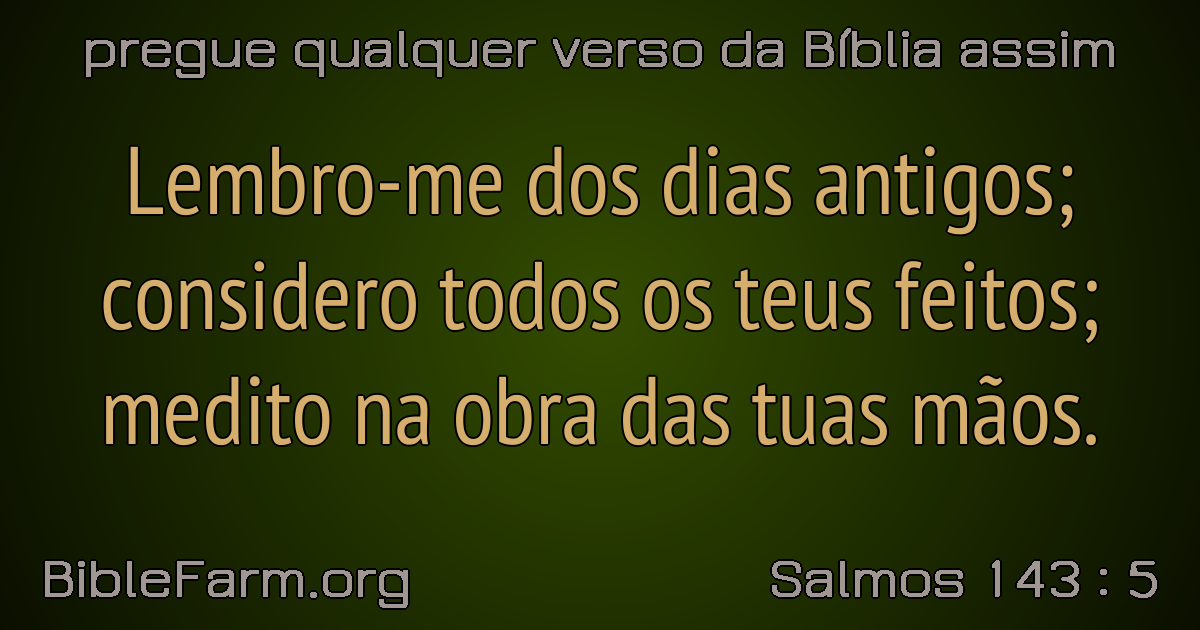 pregue qualquer verso da Bíblia assim
Lembro-me dos dias antigos;
considero todos os teus feitos;
medito na obra das tuas mãos.
BibleFarm.org
Salmos 143 : 5